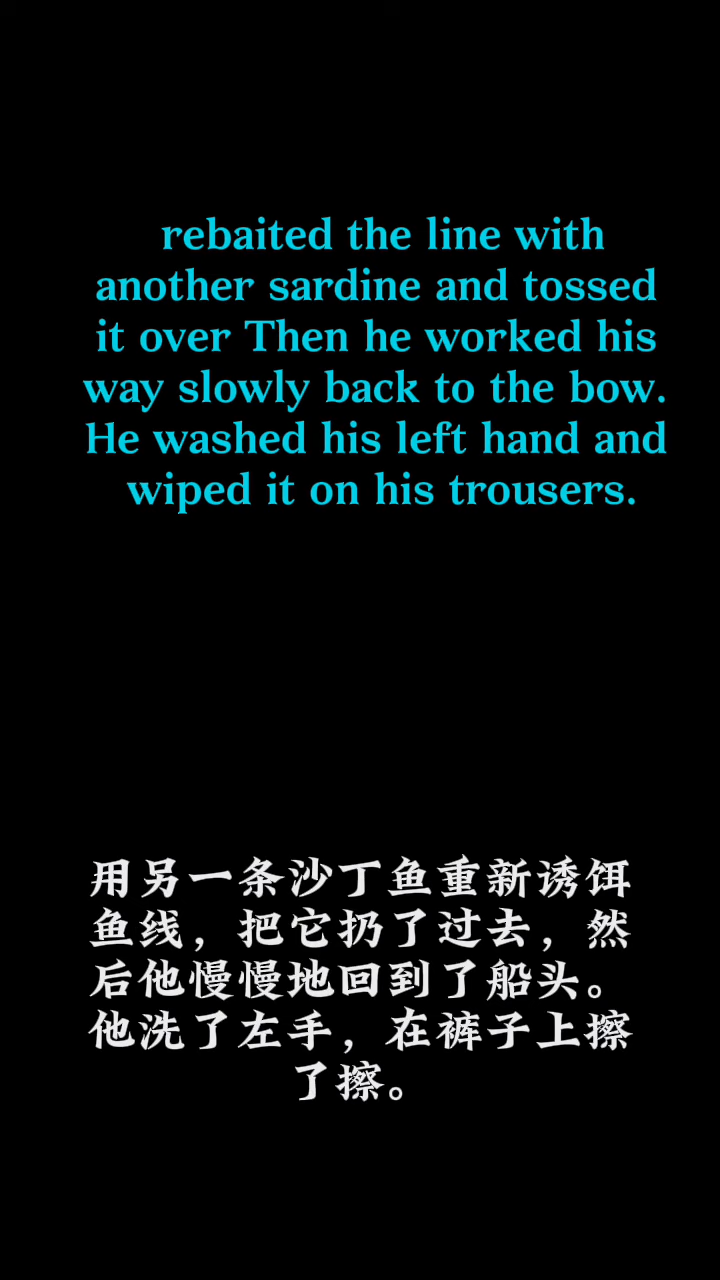 rebaited the line with
another sardine and tossed
it over Then he worked his
way slowly back to the bow.
He washed his left hand and
wiped it on his trousers.
用另一条沙丁鱼重新诱饵
鱼线，把它扔了过去，然
后他慢慢地回到了船头。
他洗了左手，在裤子上擦
了擦。